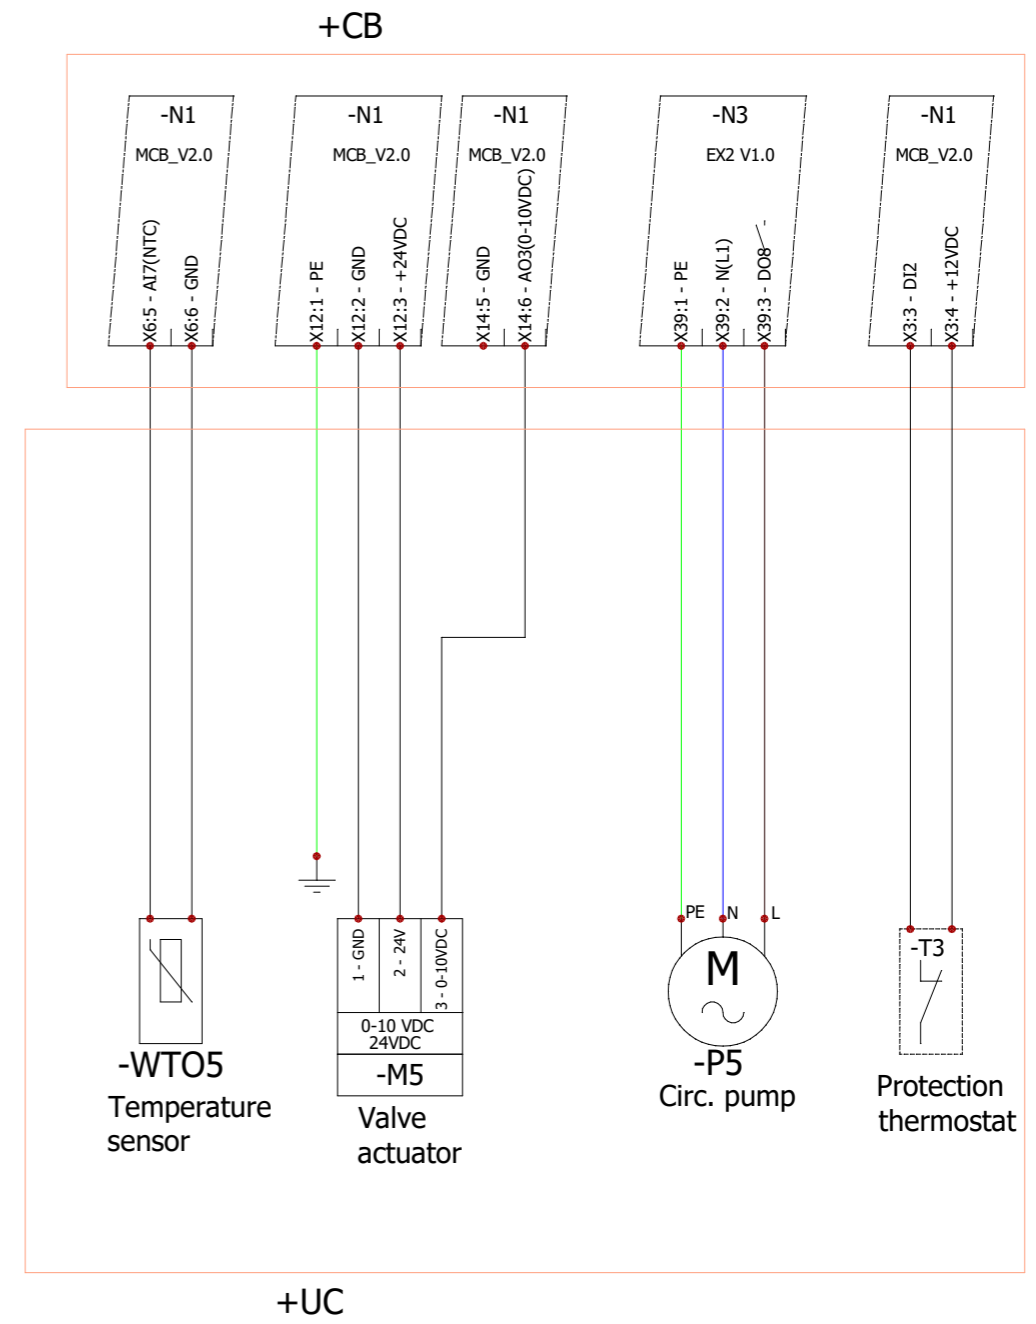 +CB
-N1
MCB_V2.0
X6:5 - AI7(NTC)
X6:6 - GND
-N1
MCB_V2.0
X12:1 - PE
X12:2 - GND
X12:3 - +24VDC
-N1
MCB_V2.0
X14:5 - GND
X14:6 - AO3(0-10VDC)
-N3
EX2 V1.0
X39:1 - PE
X39:2 - N(L1)
X39:3 - DO8
-N1
MCB_V2.0
X3:3 - DI2
X3:4 - +12VDC
-WTO5
Temperature
sensor
1 - GND
2 - 24V
3 - 0-10VDC
0-10 VDC
24VDC
-M5
Valve
actuator
PE
N
L
M
-P5
Circ. pump
-T3
Protection
thermostat
+UC